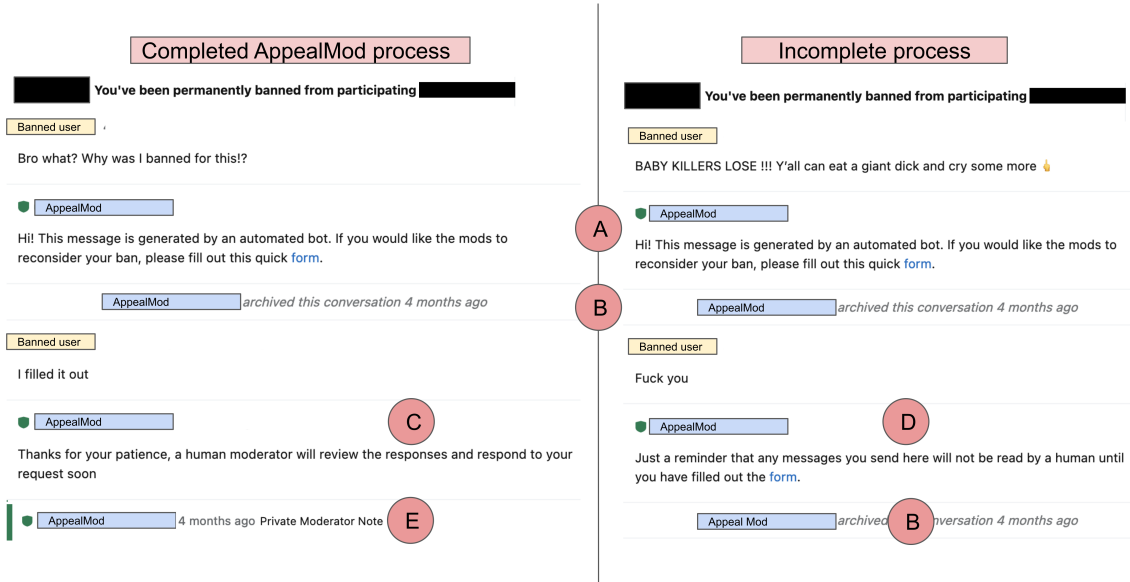 Completed AppealMod process
You've been permanently banned from participating
Banned user
Bro what? Why was I banned for this!?
AppealMod
Hi! This message is generated by an automated bot. If you would like the mods to
reconsider your ban, please fill out this quick form.
AppealMod archived this conversation 4 months ago
Banned user
I filled it out
AppealMod
C
Thanks for your patience, a human moderator will review the responses and respond to your
request soon
AppealMod 4 months ago Private Moderator Note
E
A
B
Incomplete process
You've been permanently banned from participating
Banned user
BABY KILLERS LOSE !!! Y'all can eat a giant dick and cry some more 🖕
AppealMod
Hi! This message is generated by an automated bot. If you would like the mods to
reconsider your ban, please fill out this quick form.
AppealMod archived this conversation 4 months ago
Banned user
Fuck you
AppealMod
D
Just a reminder that any messages you send here will not be read by a human until
you have filled out the form.
Appeal Mod archived B nversation 4 months ago